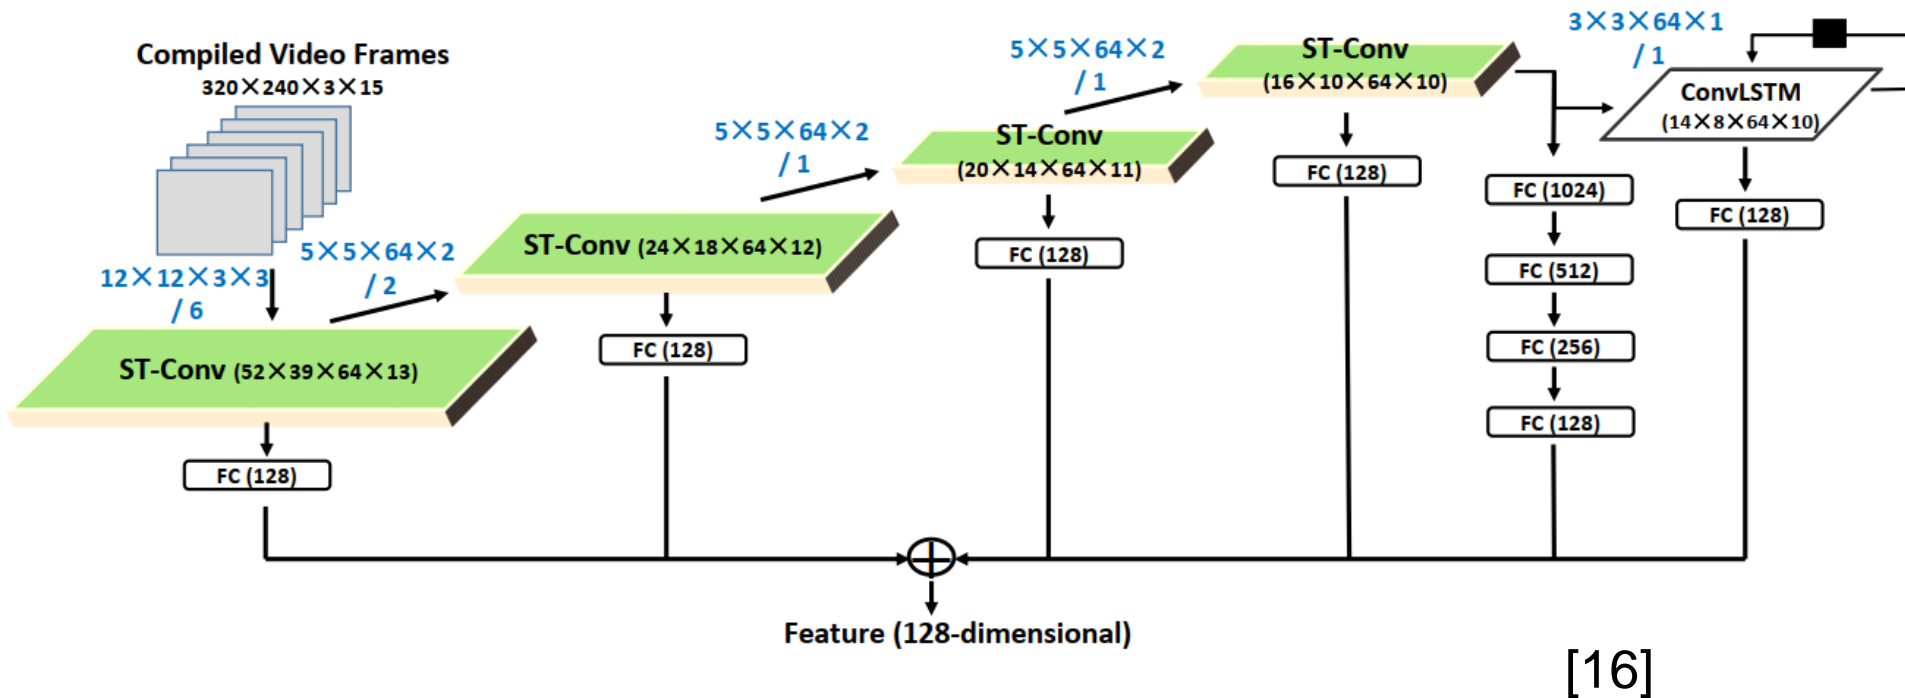 Compiled Video Frames
320×240×3×15
12×12×3×3
/ 6
ST-Conv (52×39×64×13)
FC (128)
5×5×64×2
/ 2
ST-Conv (24×18×64×12)
FC (128)
5×5×64×2
/ 1
ST-Conv
(20×14×64×11)
FC (128)
5×5×64×2
/ 1
ST-Conv
(16×10×64×10)
FC (128)
FC (1024)
FC (512)
FC (256)
FC (128)
3×3×64×1
/ 1
ConvLSTM
(14×8×64×10)
FC (128)
Feature (128-dimensional)
[16]